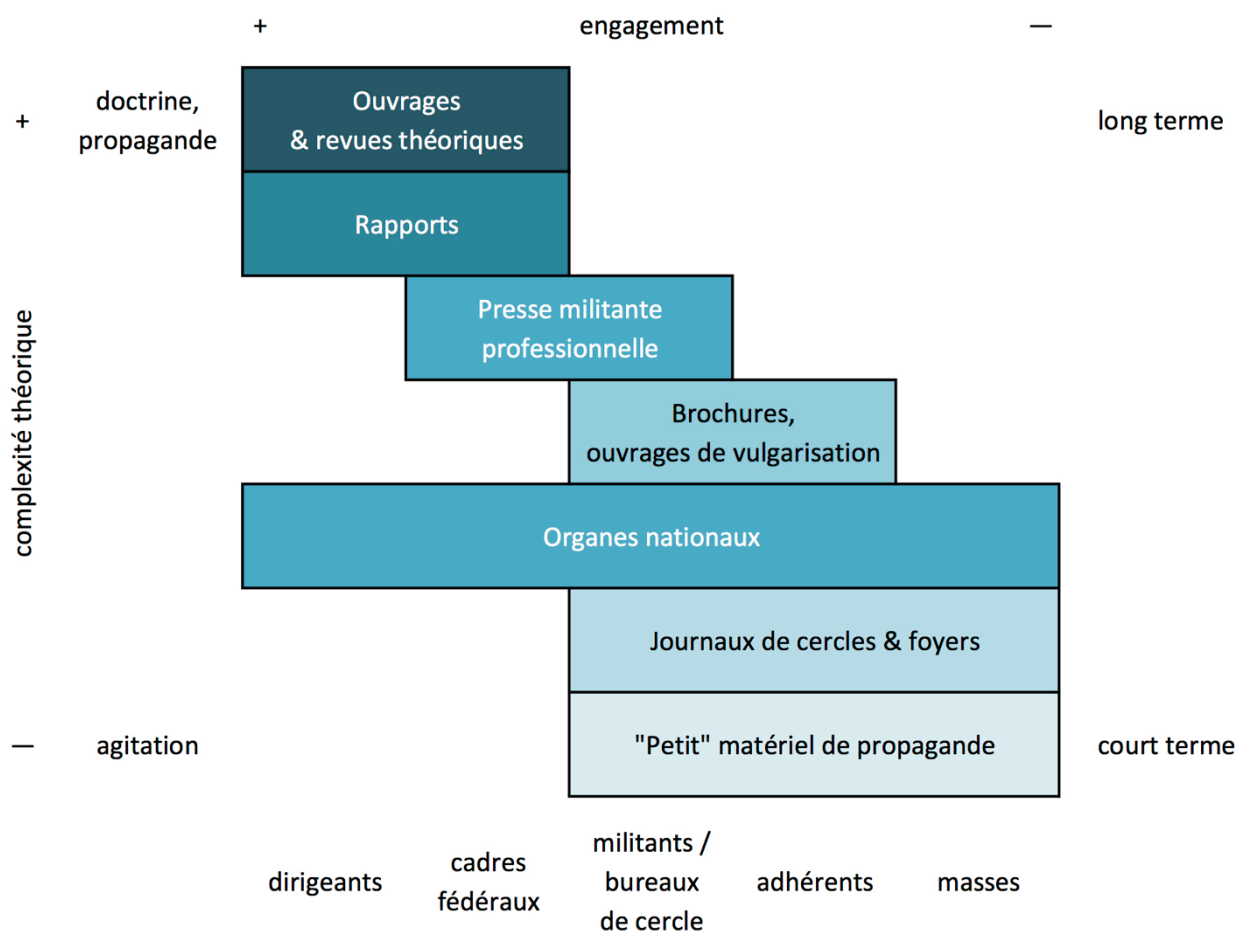 + engagement —
doctrine,
propagande
+
Ouvrages
& revues théoriques
long terme
Rapports
Presse militante
professionnelle
complexité théorique
Brochures,
ouvrages de vulgarisation
Organes nationaux
Journaux de cercles & foyers
— agitation
"Petit" matériel de propagande
court terme
dirigeants
cadres
fédéraux
militants /
bureaux
de cercle
adhérents
masses